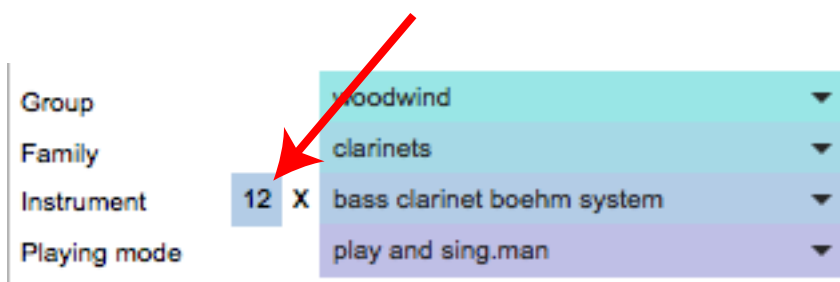 Group woodwind
Family clarinets
Instrument 12 X bass clarinet boehm system
Playing mode play and sing.man